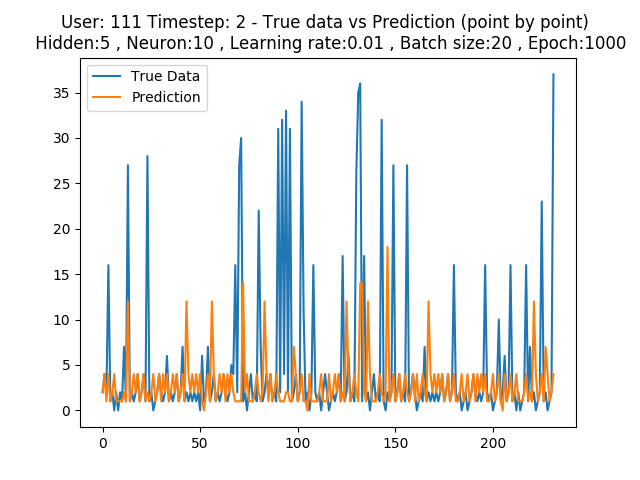 User: 111 Timestep: 2 - True data vs Prediction (point by point)
Hidden:5 , Neuron:10 , Learning rate:0.01 , Batch size:20 , Epoch:1000
True Data
Prediction
35
30
25
20
15
10
5
0
0 50 100 150 200